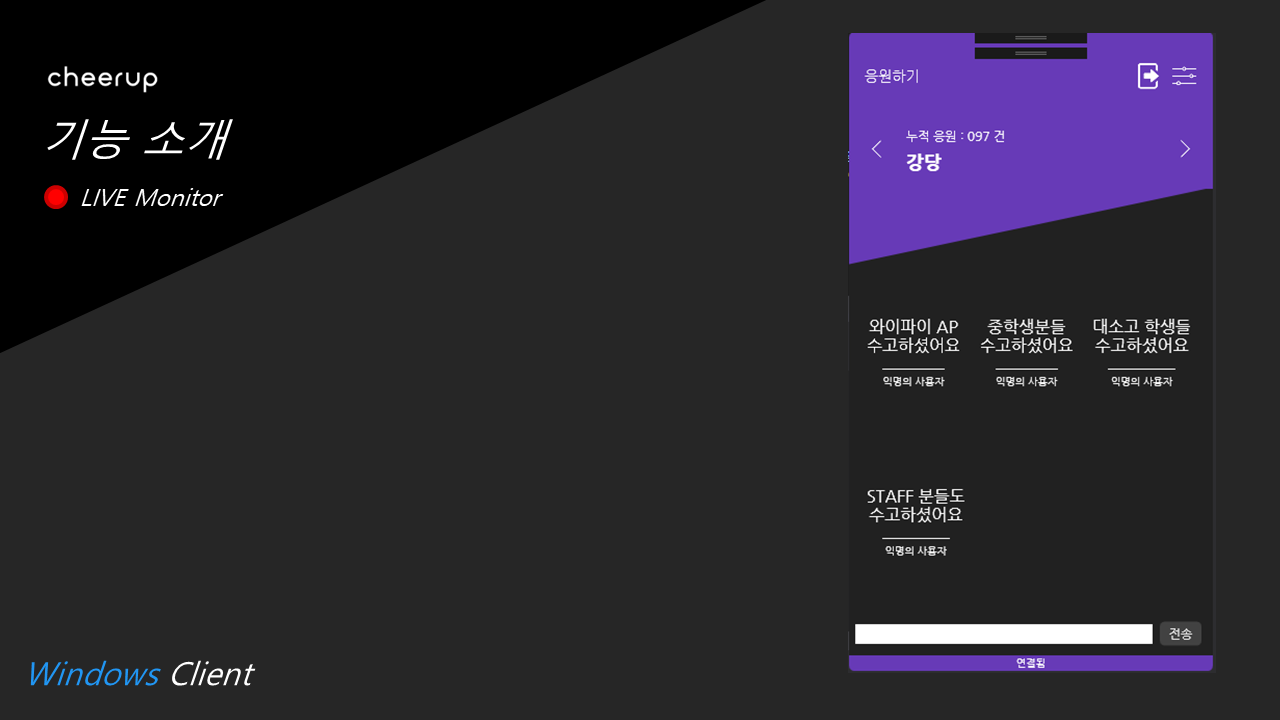 cheerup
기능 소개
LIVE Monitor
응원하기
누적 응원 : 097 건
강당
와이파이 AP
수고하셨어요
익명의 사용자
중학생분들
수고하셨어요
익명의 사용자
대소고 학생들
수고하셨어요
익명의 사용자
STAFF 분들도
수고하셨어요
익명의 사용자
전송
연결됨
Windows Client